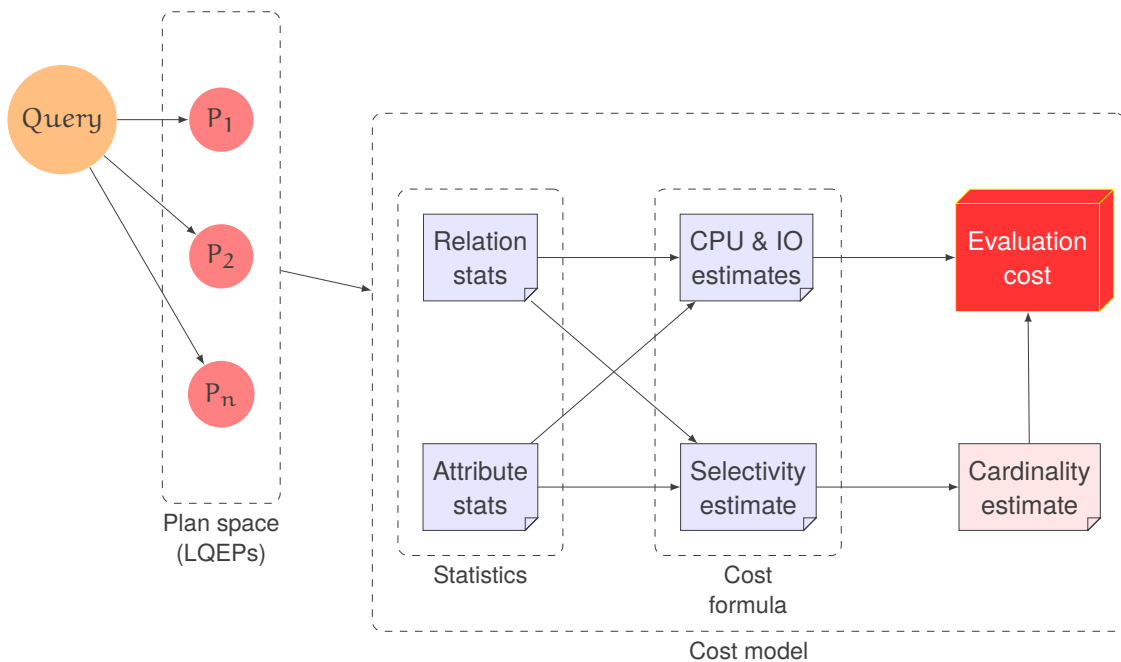 Query
P1
P2
Pn
Plan space
(LQEPs)
Relation
stats
Attribute
stats
Statistics
CPU & IO
estimates
Selectivity
estimate
Cost
formula
Evaluation
cost
Cardinality
estimate
Cost model